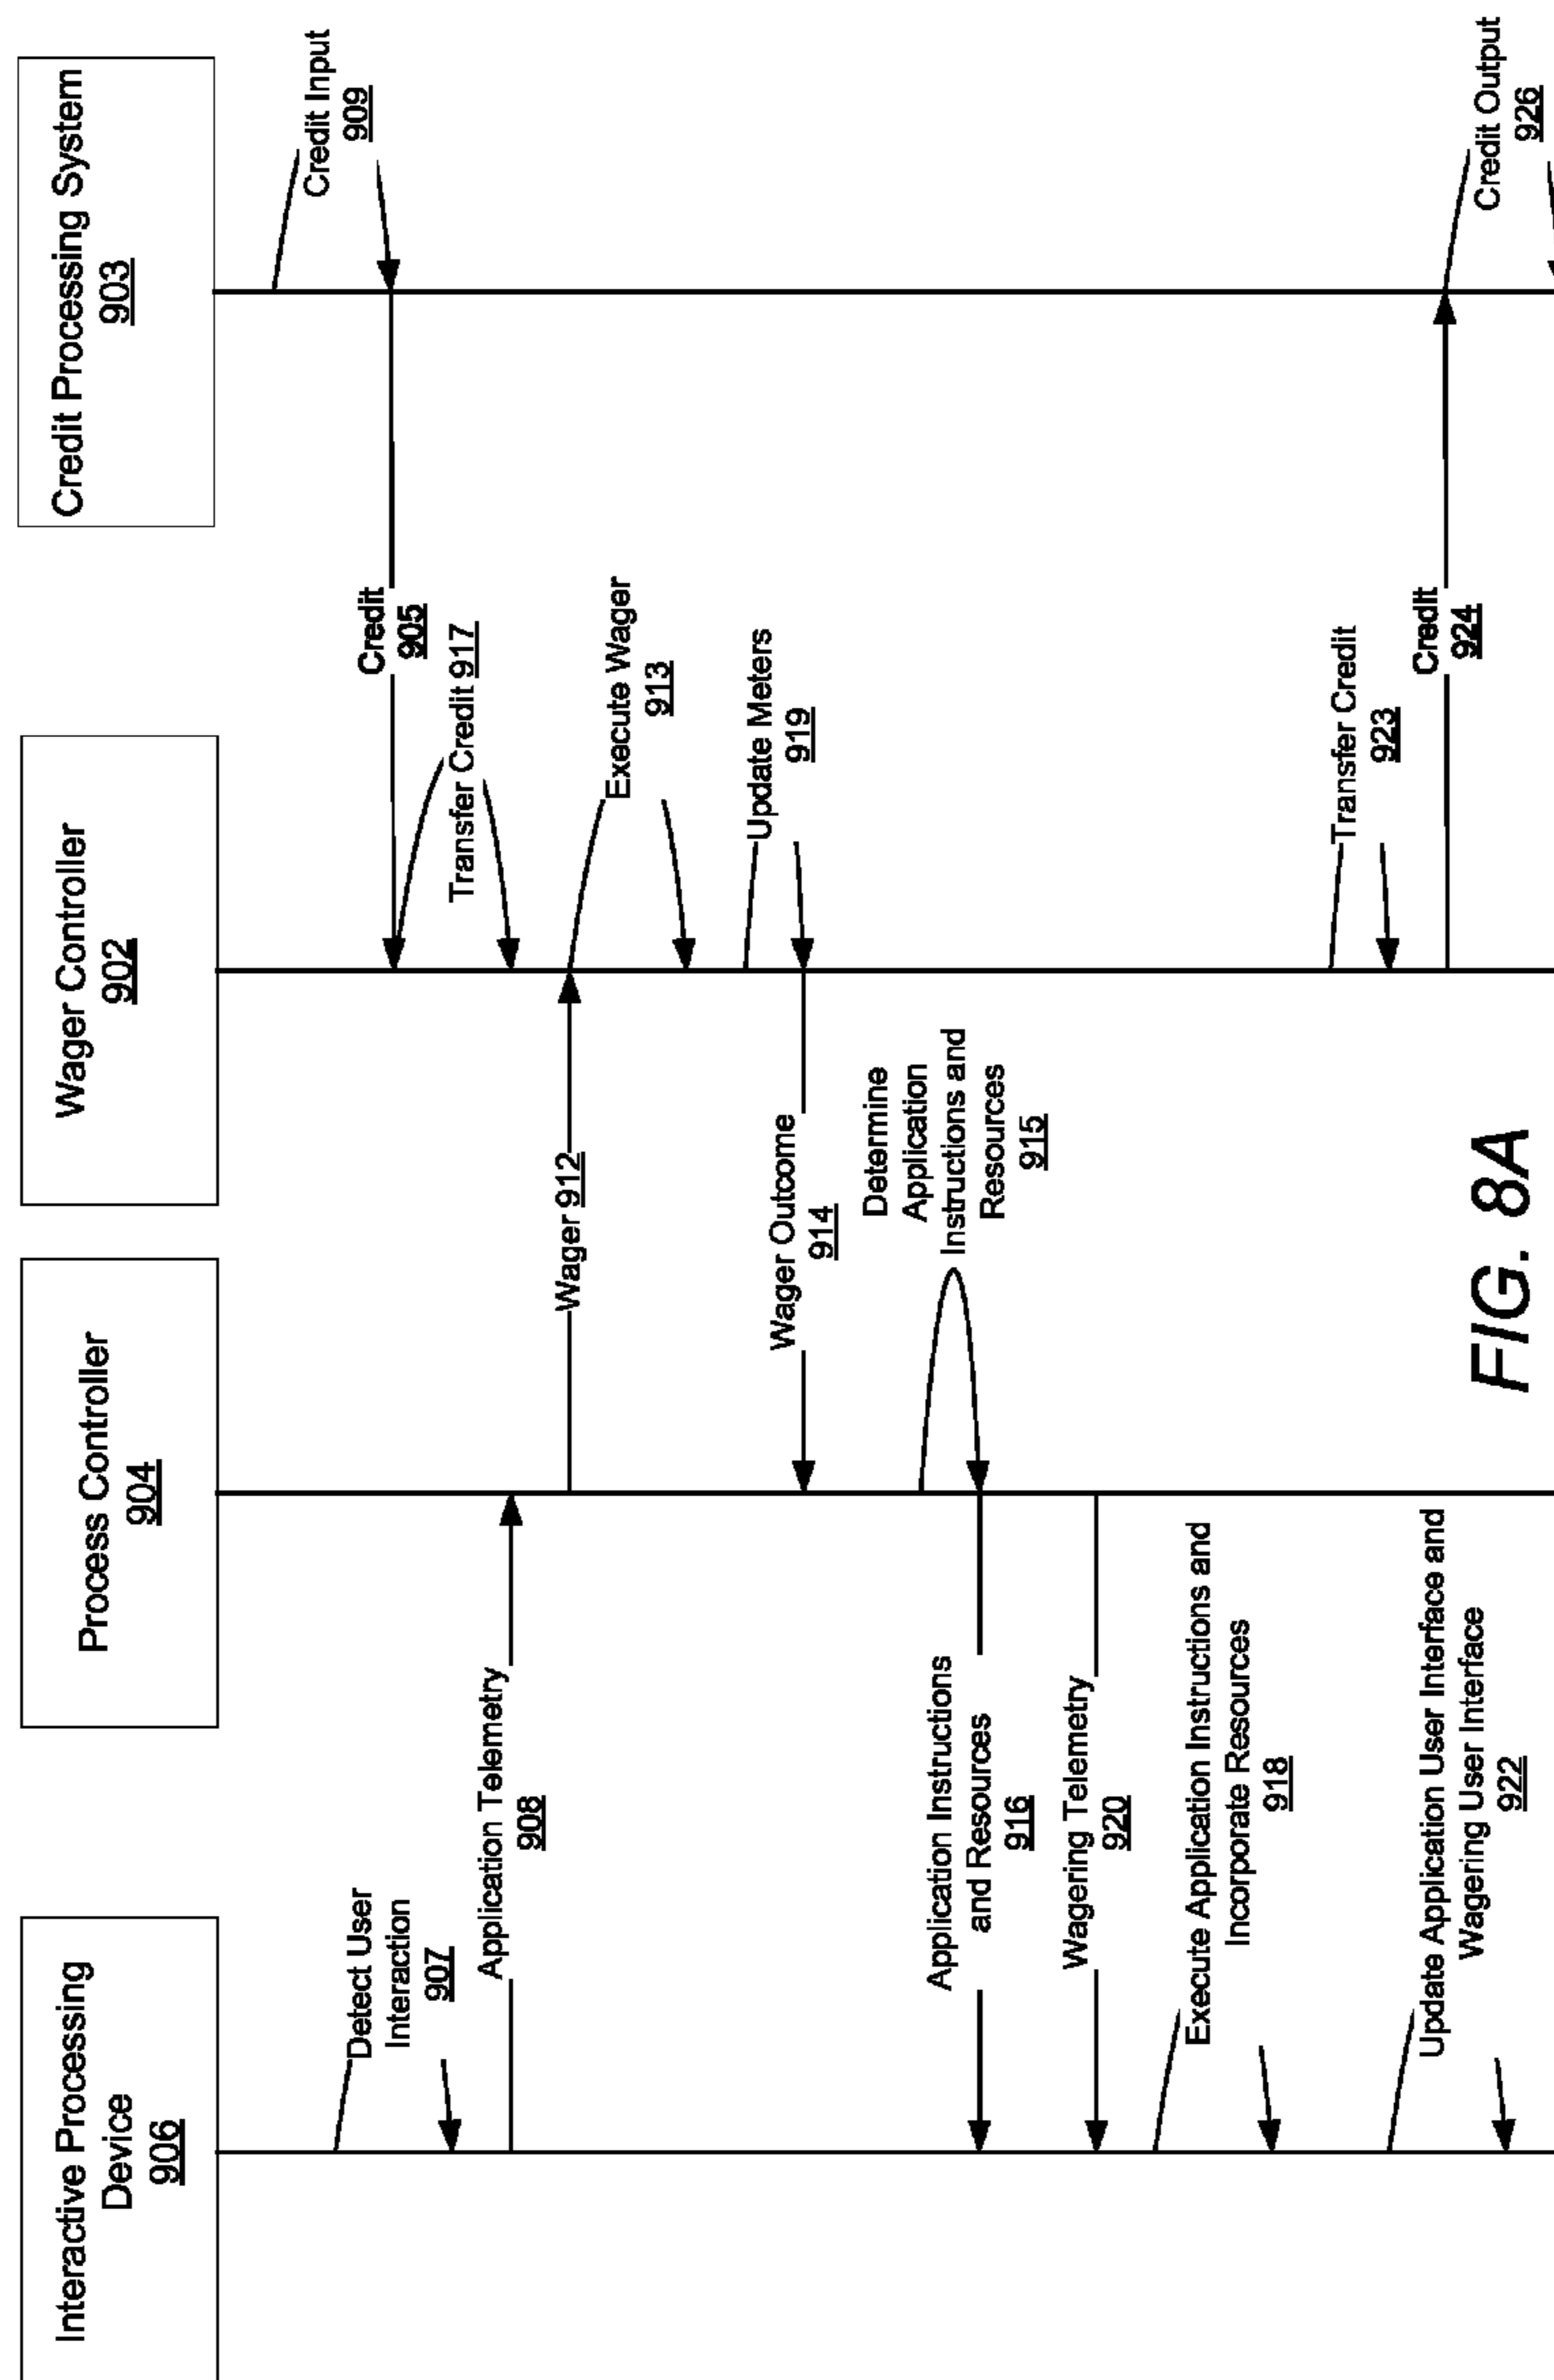 Interactive Processing
Device
906
Process Controller
904
Wager Controller
902
Credit Processing System
903
Credit Input
909
Detect User
Interaction
907
Credit
905
Transfer Credit 917
Application Telemetry
908
Wager 912
Execute Wager
913
Update Meters
919
Wager Outcome
914
Determine
Application
Instructions and
Resources
915
Application Instructions
and Resources
916
Wagering Telemetry
920
Execute Application Instructions and
Incorporate Resources
918
Transfer Credit
923
Update Application User Interface and
Wagering User Interface
922
Credit
924
Credit Output
926
FIG. 8A